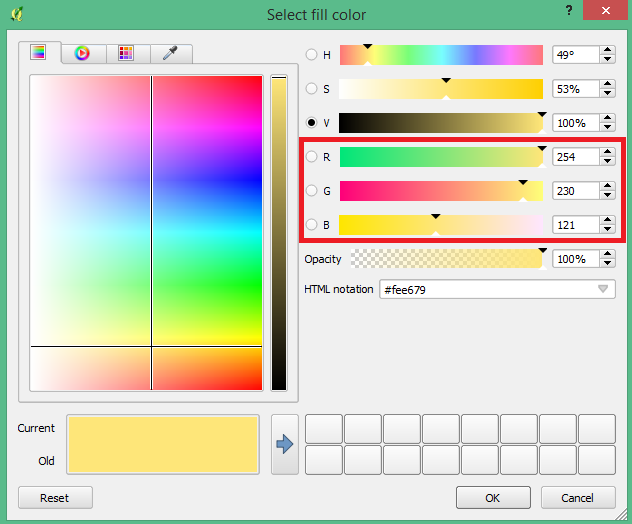 Select fill color
?
H 49°
S 53%
V 100%
R 254
G 230
B 121
Opacity 100%
HTML notation #fee679
Current
Old
Reset OK Cancel